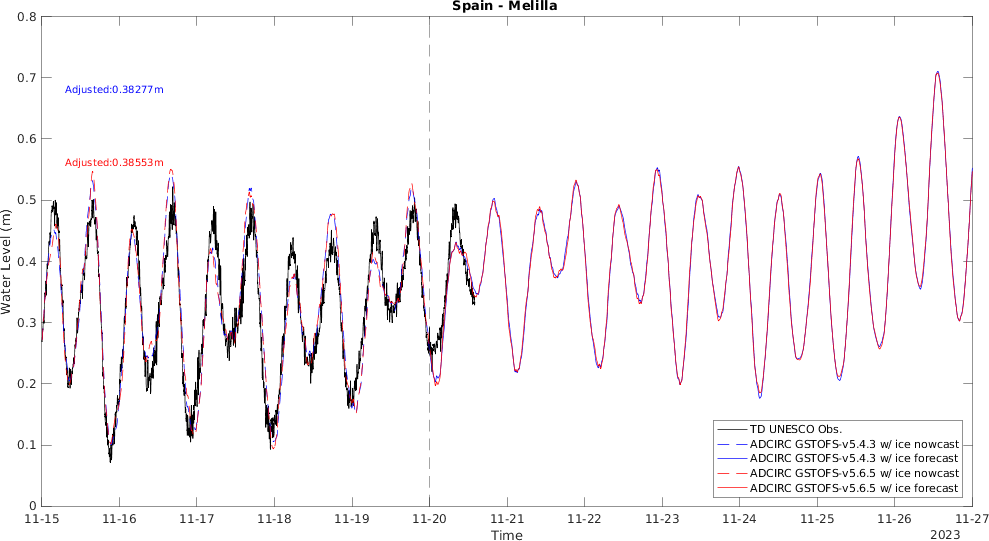 Spain - Melilla
0.8
0.7
0.6
0.5
0.4
0.3
0.2
0.1
0
Water Level (m)
Adjusted:0.38277m
Adjusted:0.38553m
TD UNESCO Obs.
ADCIRC GSTOFS-v5.4.3 w/ ice nowcast
ADCIRC GSTOFS-v5.4.3 w/ ice forecast
ADCIRC GSTOFS-v5.6.5 w/ ice nowcast
ADCIRC GSTOFS-v5.6.5 w/ ice forecast
11-15 11-16 11-17 11-18 11-19 11-20 11-21 11-22 11-23 11-24 11-25 11-26 11-27
Time
2023